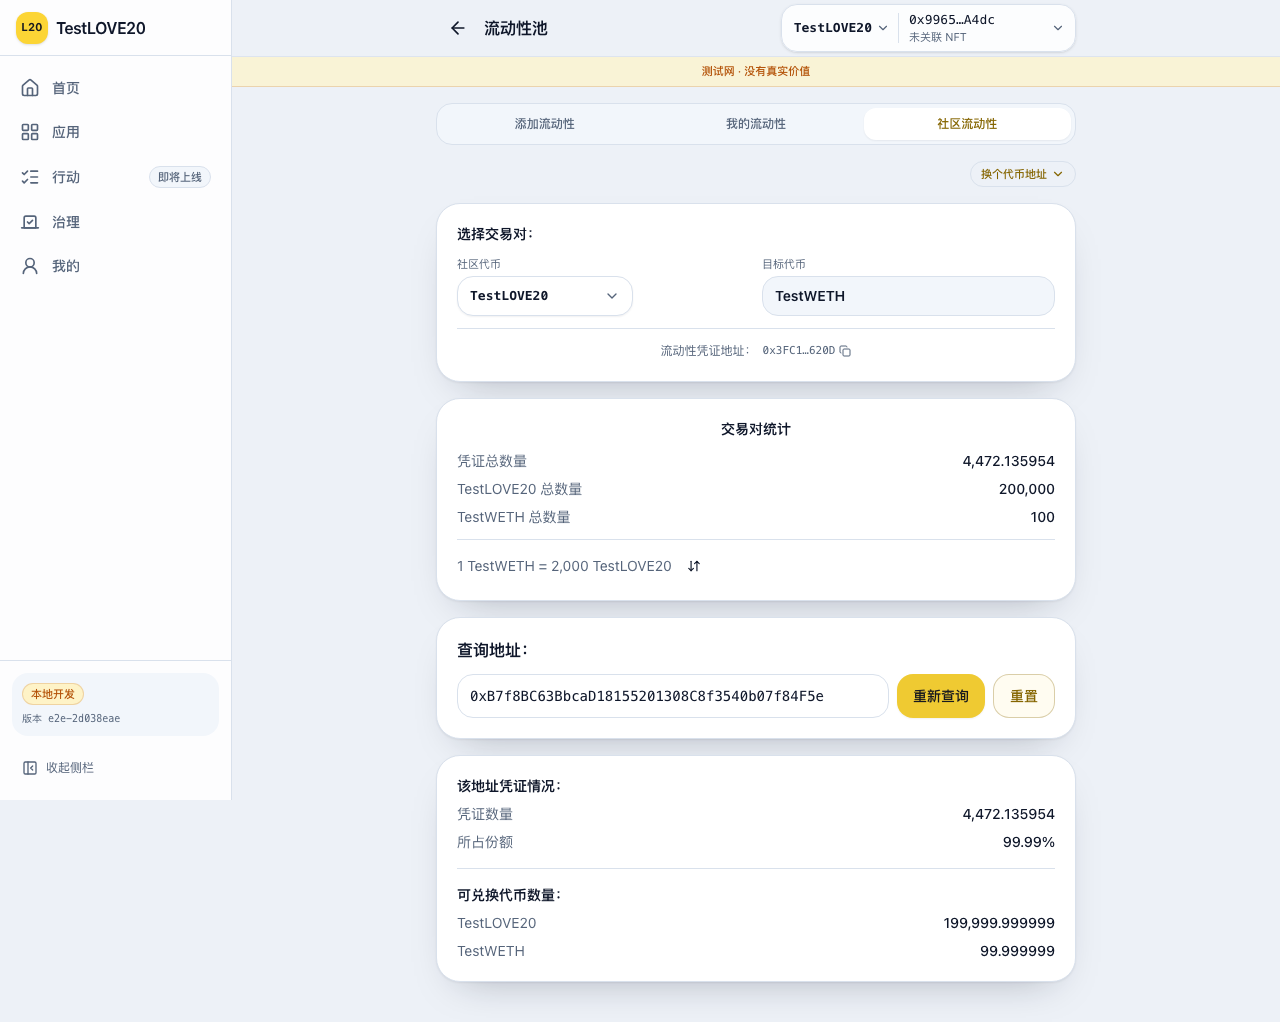 L20 TestLOVE20
首页
应用
行动 即将上线
治理
我的
本地开发
版本 e2e-2d038eae
收起侧栏
流动性池
TestLOVE20
0x9965…A4dc
未关联 NFT
测试网 · 没有真实价值
添加流动性 我的流动性 社区流动性
换个代币地址
选择交易对：
社区代币 目标代币
TestLOVE20 TestWETH
流动性凭证地址： 0x3FC1…620D
交易对统计
凭证总数量 4,472.135954
TestLOVE20 总数量 200,000
TestWETH 总数量 100
1 TestWETH = 2,000 TestLOVE20
查询地址：
0xB7f8BC63BbcaD18155201308C8f3540b07f84F5e 重新查询 重置
该地址凭证情况：
凭证数量 4,472.135954
所占份额 99.99%
可兑换代币数量：
TestLOVE20 199,999.999999
TestWETH 99.999999